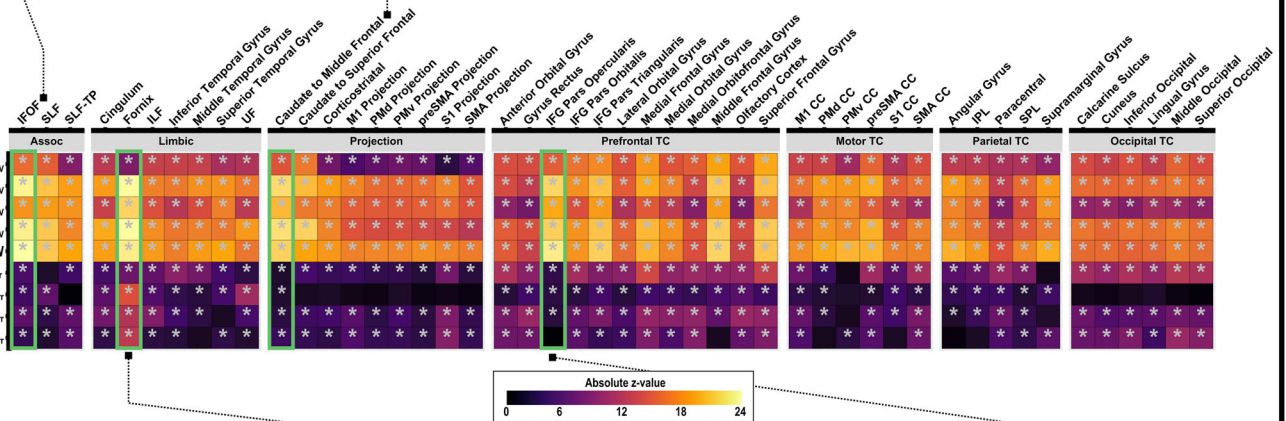 IFOF
SLF
SLF-TP
Cingulum
Fornix
ILF
Inferior Temporal Gyrus
Middle Temporal Gyrus
Superior Temporal Gyrus
UF
Caudate to Middle Frontal
Caudate to Superior Frontal
Corticostriatal
M1 Projection
PMd Projection
PMv Projection
preSMA Projection
S1 Projection
SMA Projection
Anterior Orbital Gyrus
Gyrus Rectus
IFG Pars Opercularis
IFG Pars Orbitalis
IFG Pars Triangularis
Lateral Orbital Gyrus
Medial Frontal Gyrus
Medial Orbital Gyrus
Medial Orbitofrontal Gyrus
Middle Frontal Gyrus
Olfactory Cortex
Superior Frontal Gyrus
M1 CC
PMd CC
PMv CC
preSMA CC
S1 CC
SMA CC
Angular Gyrus
IPL
Paracentral
SPL
Supramarginal Gyrus
Calcarine Sulcus
Cuneus
Inferior Occipital
Lingual Gyrus
Middle Occipital
Superior Occipital
Assoc
Limbic
Projection
Prefrontal TC
Motor TC
Parietal TC
Occipital TC
Absolute z-value
0 6 12 18 24